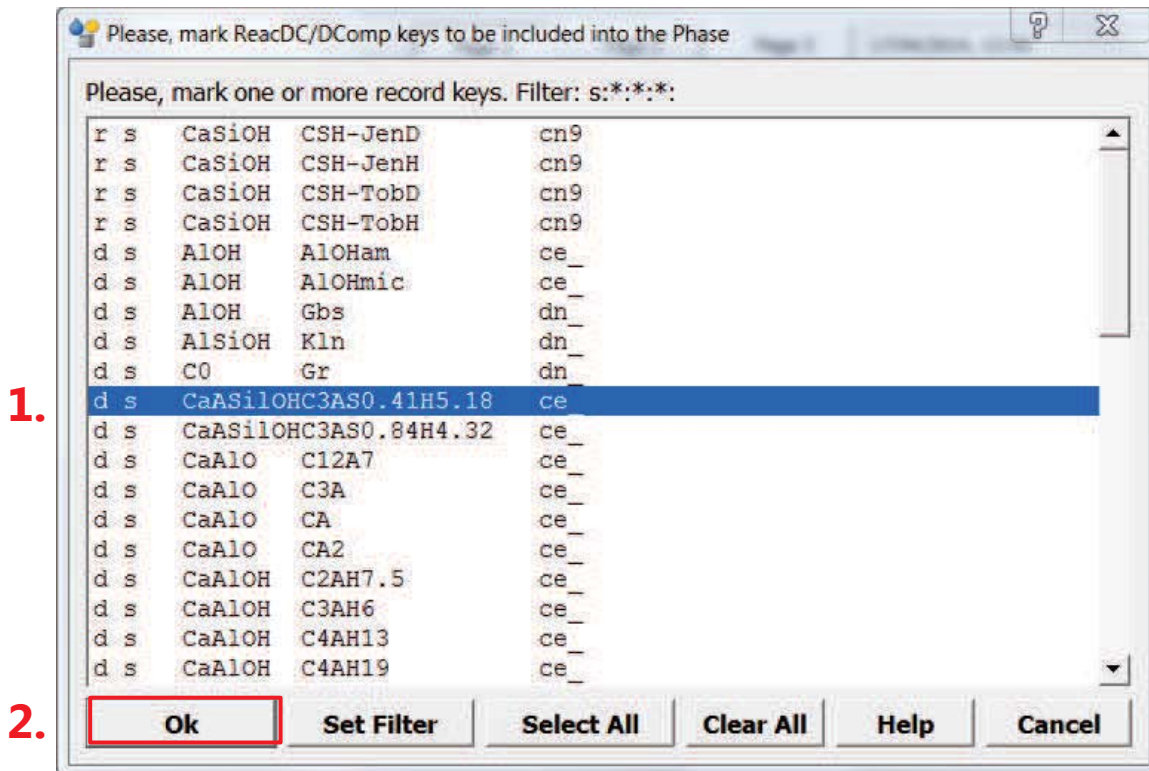 Please, mark ReacDC/DComp keys to be included into the Phase
Please, mark one or more record keys. Filter: s:*:*:*:
r s CaSiOH CSH-JenD cn9
r s CaSiOH CSH-JenH cn9
r s CaSiOH CSH-TobD cn9
r s CaSiOH CSH-TobH cn9
d s AlOH AlOHam ce_
d s AlOH AlOHmic ce_
d s AlOH Gbs dn_
d s AlSiOH Kln dn_
d s C0 Gr dn_
1. d s CaASilOHC3AS0.41H5.18 ce_
d s CaASilOHC3AS0.84H4.32 ce_
d s CaAlO C12A7 ce_
d s CaAlO C3A ce_
d s CaAlO CA ce_
d s CaAlO CA2 ce_
d s CaAlOH C2AH7.5 ce_
d s CaAlOH C3AH6 ce_
d s CaAlOH C4AH13 ce_
d s CaAlOH C4AH19 ce_
2. Ok Set Filter Select All Clear All Help Cancel